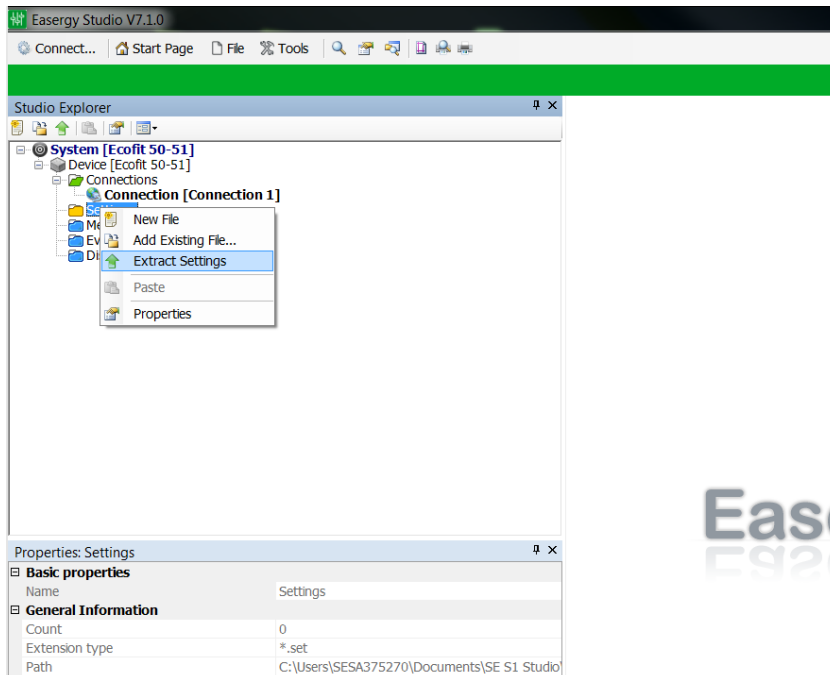 Easergy Studio V7.1.0
Connect... Start Page File Tools
Studio Explorer
System [Ecofit 50-51]
Device [Ecofit 50-51]
Connections
Connection [Connection 1]
New File
Add Existing File...
Extract Settings
Paste
Properties
Eas
Properties: Settings
Basic properties
Name Settings
General Information
Count 0
Extension type *.set
Path C:\Users\SESA375270\Documents\SE S1 Studio\